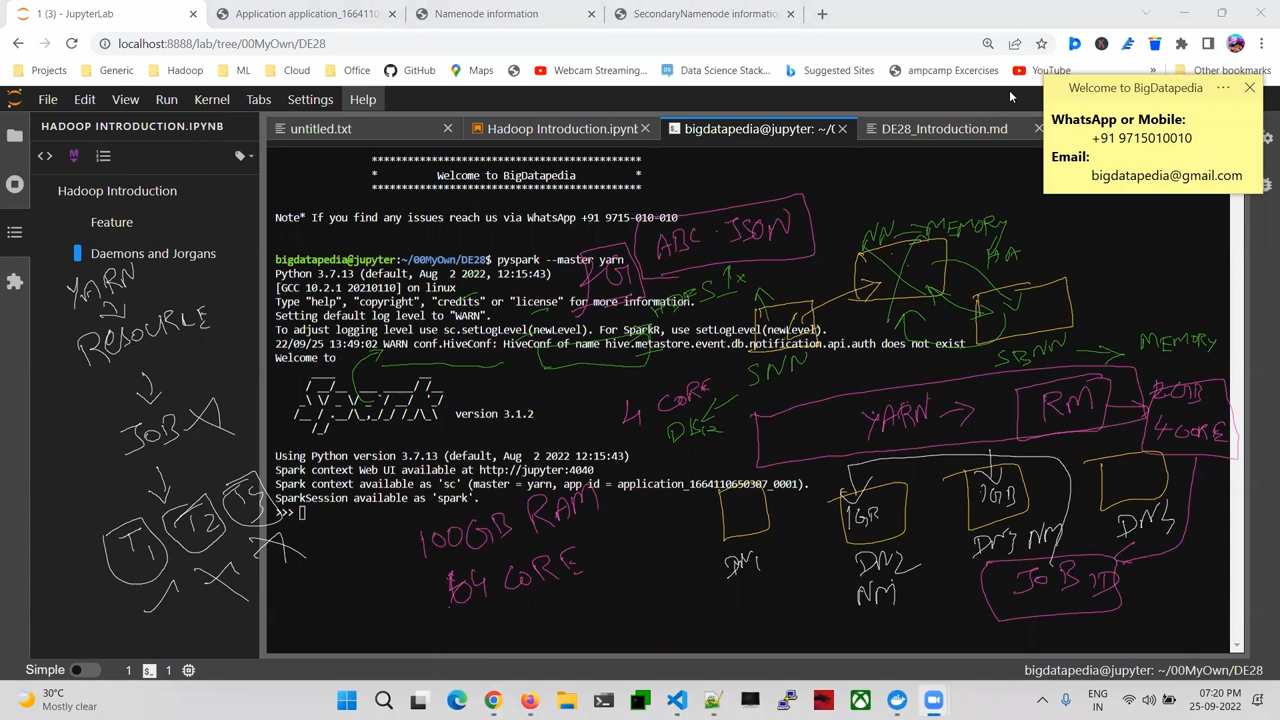 1 (3) - JupyterLab
Application application_1664110
Namenode information
SecondaryNamenode informatio
localhost:8888/lab/tree/00MyOwn/DE28
Projects
Generic
Hadoop
ML
Cloud
Office
GitHub
Maps
Webcam Streaming...
Data Science Stack...
Suggested Sites
ampcamp Excercises
YouTube
»
Other bookmarks
File
Edit
View
Run
Kernel
Tabs
Settings
Help
Welcome to BigDatapedia
WhatsApp or Mobile:
+91 9715010010
Email:
bigdatapedia@gmail.com
HADOOP INTRODUCTION.IPYNB
untitled.txt
Hadoop Introduction.ipynt
bigdatapedia@jupyter: ~/(
DE28_Introduction.md
Hadoop Introduction
Feature
Daemons and Jorgans
*******************************************
* Welcome to BigDatapedia *
*******************************************
Note* If you find any issues reach us via WhatsApp +91 9715-010-010
bigdatapedia@jupyter:~/00MyOwn/DE28$ pyspark --master yarn
Python 3.7.13 (default, Aug 2 2022, 12:15:43)
[GCC 10.2.1 20210110] on linux
Type "help", "copyright", "credits" or "license" for more information.
Setting default log level to "WARN".
To adjust logging level use sc.setLogLevel(newLevel). For SparkR, use setLogLevel(newLevel).
22/09/25 13:49:02 WARN conf.HiveConf: HiveConf of name hive.metastore.event.db.notification.api.auth does not exist
Welcome to
version 3.1.2
Using Python version 3.7.13 (default, Aug 2 2022 12:15:43)
Spark context Web UI available at http://jupyter:4040
Spark context available as 'sc' (master = yarn, app id = application_1664110650307_0001).
SparkSession available as 'spark'.
>>>
ABC.JSON
NN
MEMORY
HA
HDFS
SNN
SBNN
MEMORY
YARN
RESOURCE
JOB
T1
T2
T3
4 CORE
YARN
RM
4 CORE
100GB RAM
64 CORE
1GB
1GB
DN1
DN2
NM
DN3 NM
JOB ID
Simple
1
1
bigdatapedia@jupyter: ~/00MyOwn/DE28
30°C
Mostly clear
ENG
IN
07:20 PM
25-09-2022